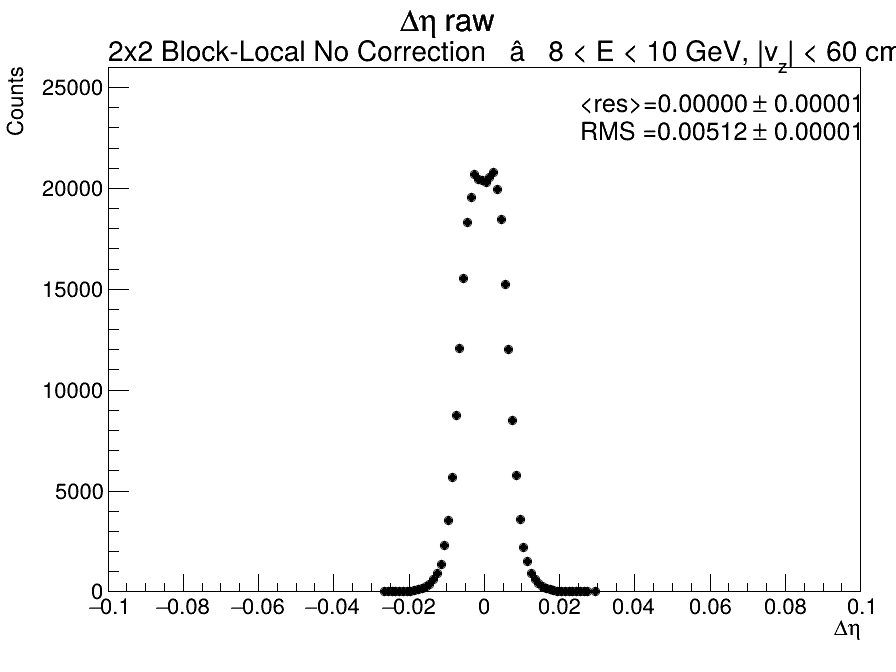 Δη raw
2x2 Block-Local No Correction â 8 < E < 10 GeV, |v_z| < 60 cm
Counts
<res>=0.00000 ± 0.00001
RMS =0.00512 ± 0.00001
25000
20000
15000
10000
5000
0
−0.1 −0.08 −0.06 −0.04 −0.02 0 0.02 0.04 0.06 0.08 0.1
Δη